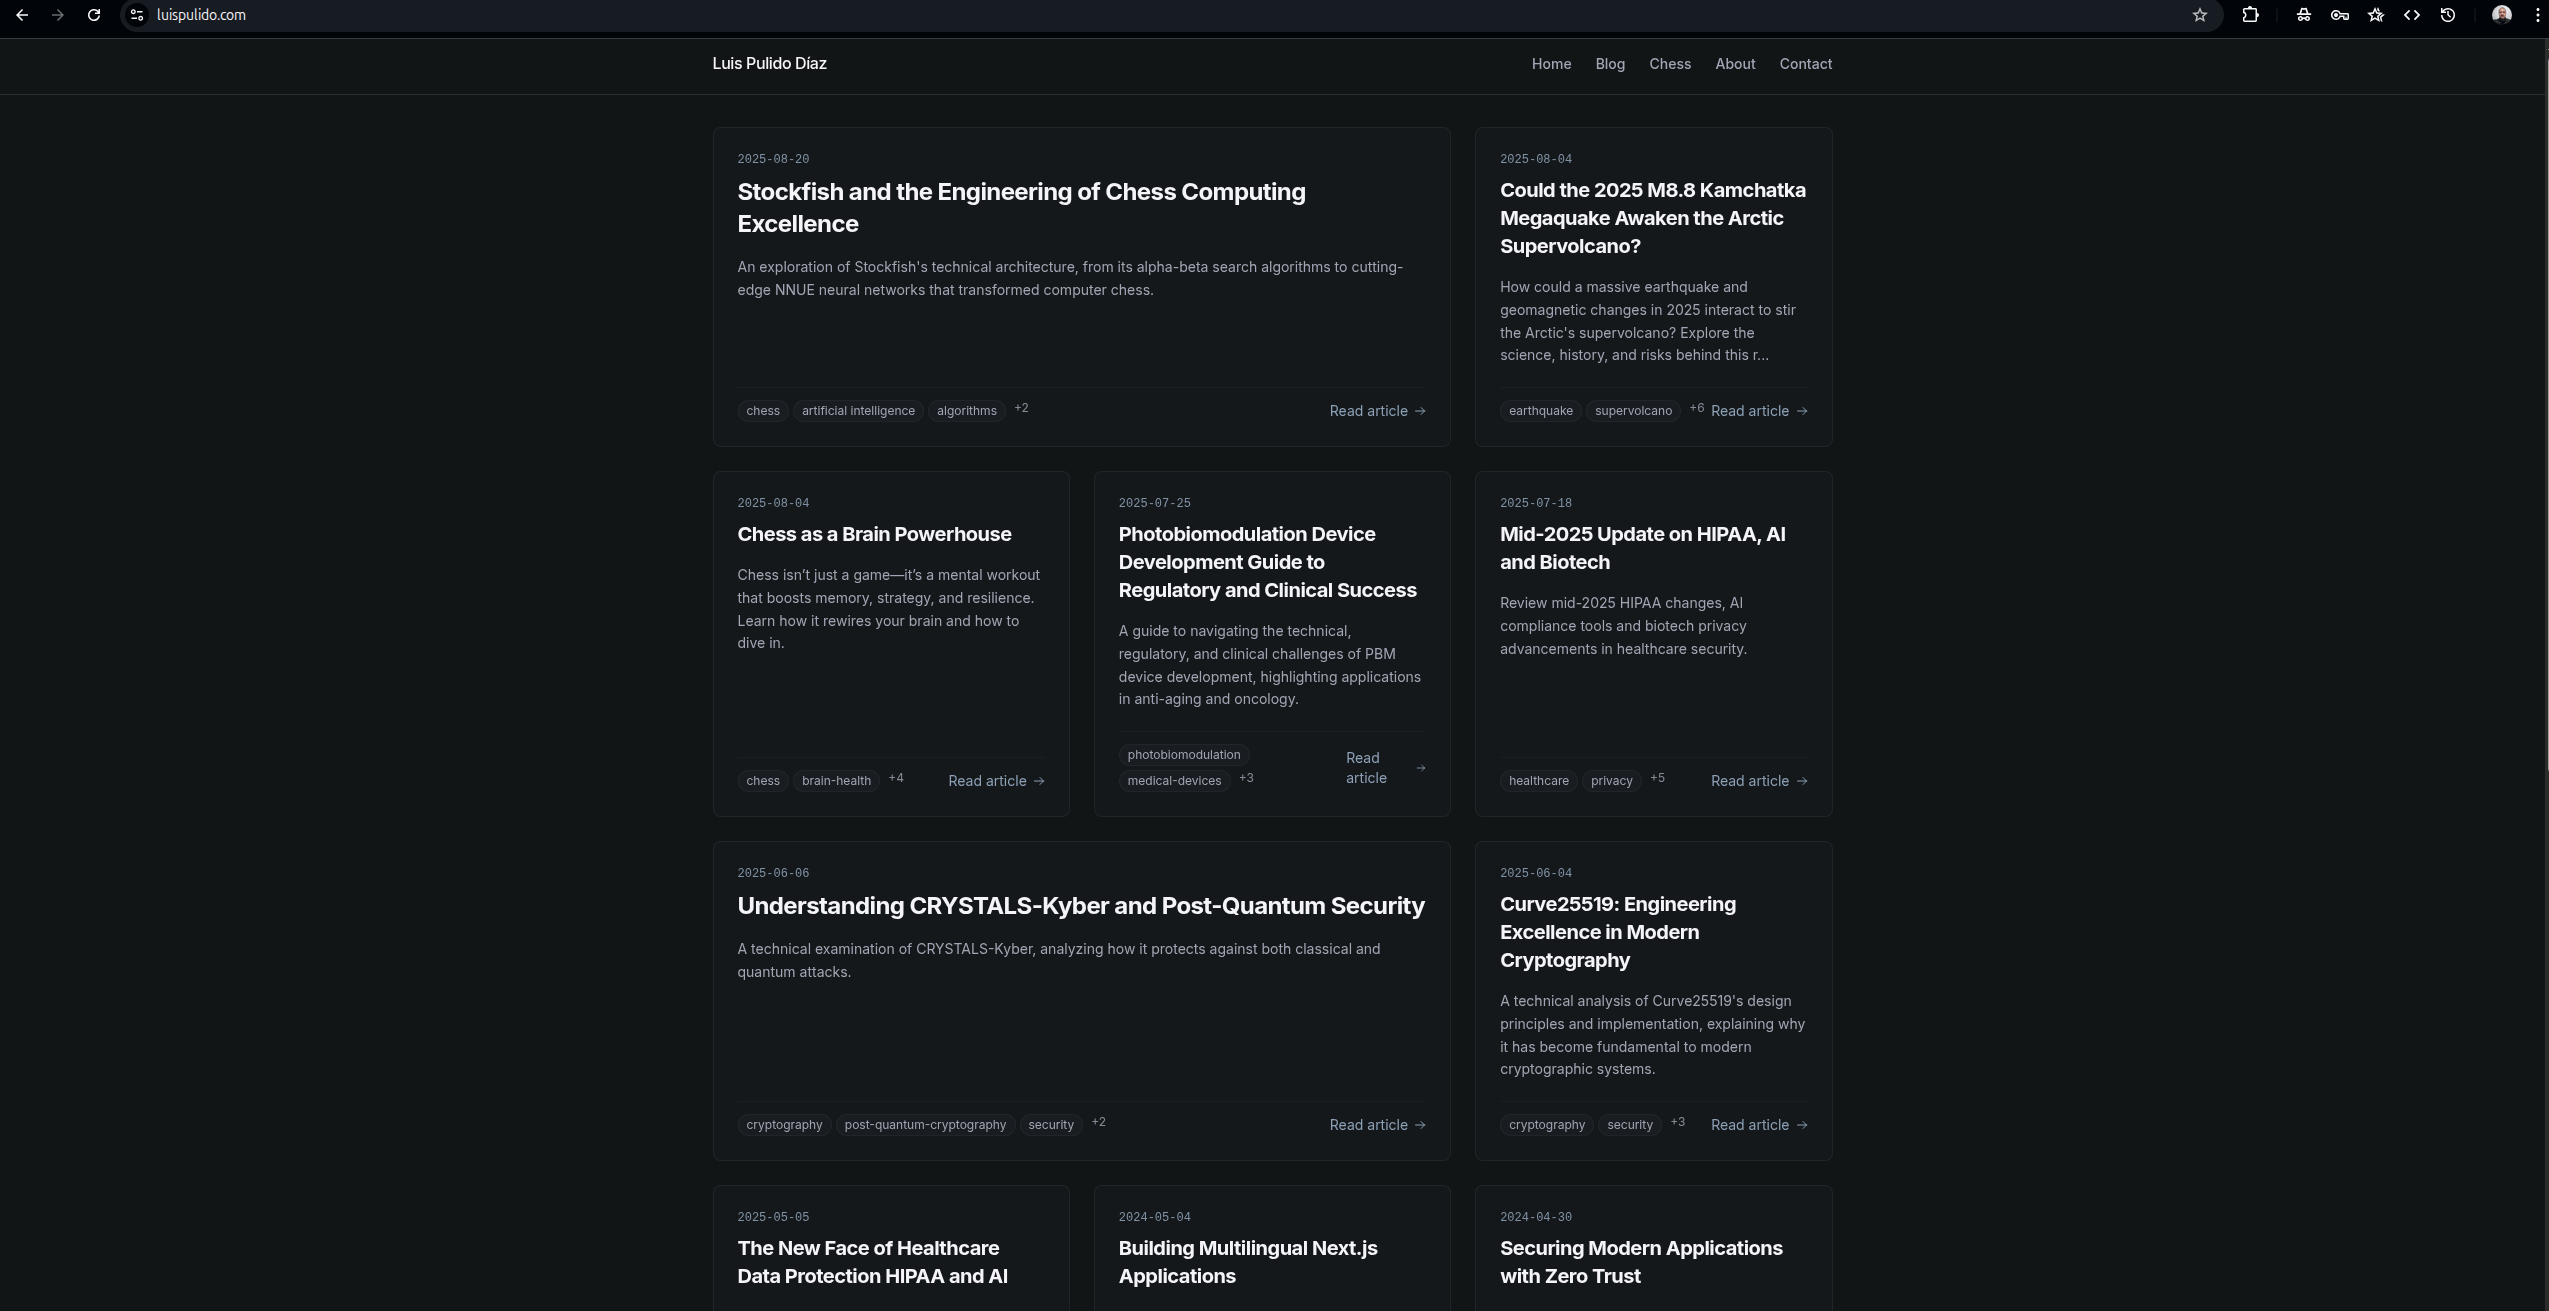 luispulido.com
Luis Pulido Díaz
Home Blog Chess About Contact
2025-08-20
Stockfish and the Engineering of Chess Computing
Excellence
An exploration of Stockfish's technical architecture, from its alpha-beta search algorithms to cutting-
edge NNUE neural networks that transformed computer chess.
chess artificial intelligence algorithms +2 Read article →
2025-08-04
Could the 2025 M8.8 Kamchatka
Megaquake Awaken the Arctic
Supervolcano?
How could a massive earthquake and
geomagnetic changes in 2025 interact to stir
the Arctic's supervolcano? Explore the
science, history, and risks behind this r...
earthquake supervolcano +6 Read article →
2025-08-04
Chess as a Brain Powerhouse
Chess isn’t just a game—it’s a mental workout
that boosts memory, strategy, and resilience.
Learn how it rewires your brain and how to
dive in.
chess brain-health +4 Read article →
2025-07-25
Photobiomodulation Device
Development Guide to
Regulatory and Clinical Success
A guide to navigating the technical,
regulatory, and clinical challenges of PBM
device development, highlighting applications
in anti-aging and oncology.
photobiomodulation
medical-devices +3
Read
article →
2025-07-18
Mid-2025 Update on HIPAA, AI
and Biotech
Review mid-2025 HIPAA changes, AI
compliance tools and biotech privacy
advancements in healthcare security.
healthcare privacy +5 Read article →
2025-06-06
Understanding CRYSTALS-Kyber and Post-Quantum Security
A technical examination of CRYSTALS-Kyber, analyzing how it protects against both classical and
quantum attacks.
cryptography post-quantum-cryptography security +2 Read article →
2025-06-04
Curve25519: Engineering
Excellence in Modern
Cryptography
A technical analysis of Curve25519's design
principles and implementation, explaining why
it has become fundamental to modern
cryptographic systems.
cryptography security +3 Read article →
2025-05-05
The New Face of Healthcare
Data Protection HIPAA and AI
2024-05-04
Building Multilingual Next.js
Applications
2024-04-30
Securing Modern Applications
with Zero Trust